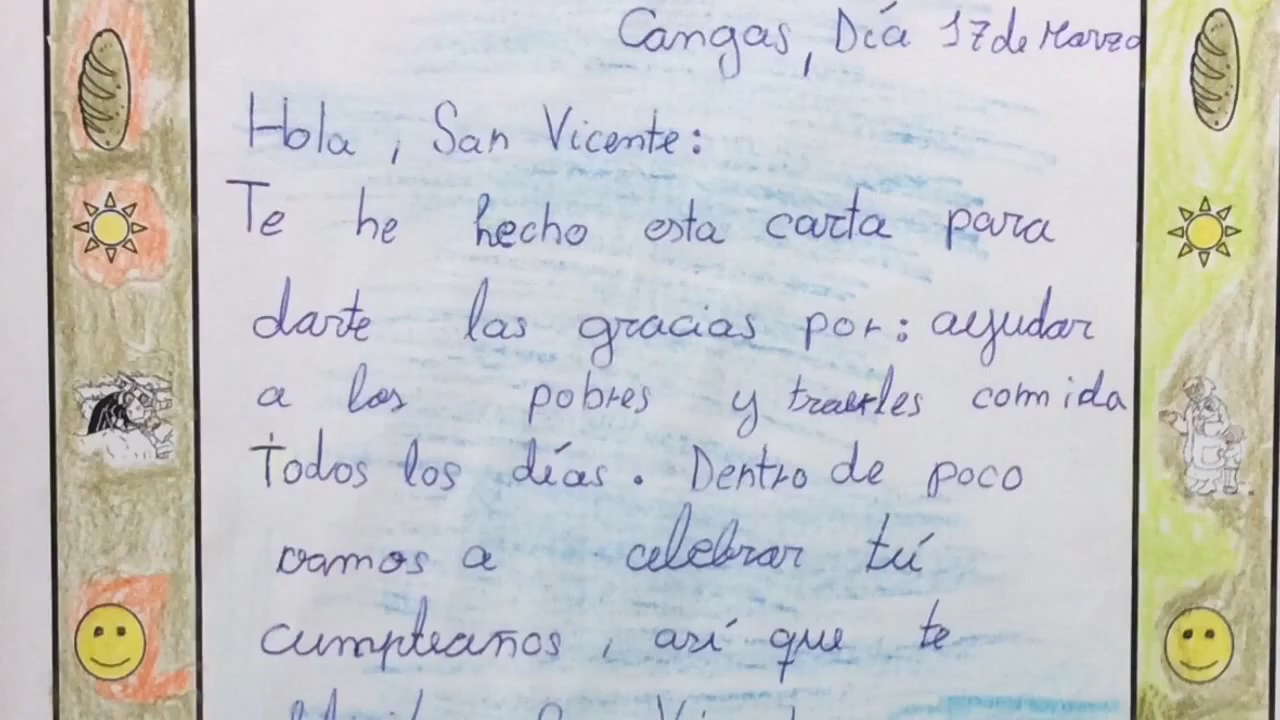 Cangas, Día 17 de Marzo
Hola, San Vicente:
Te he hecho esta carta para
darte las gracias por: ayudar
a los pobres y traerles comida
Todos los días. Dentro de poco
vamos a celebrar tú
cumpleaños, así que te